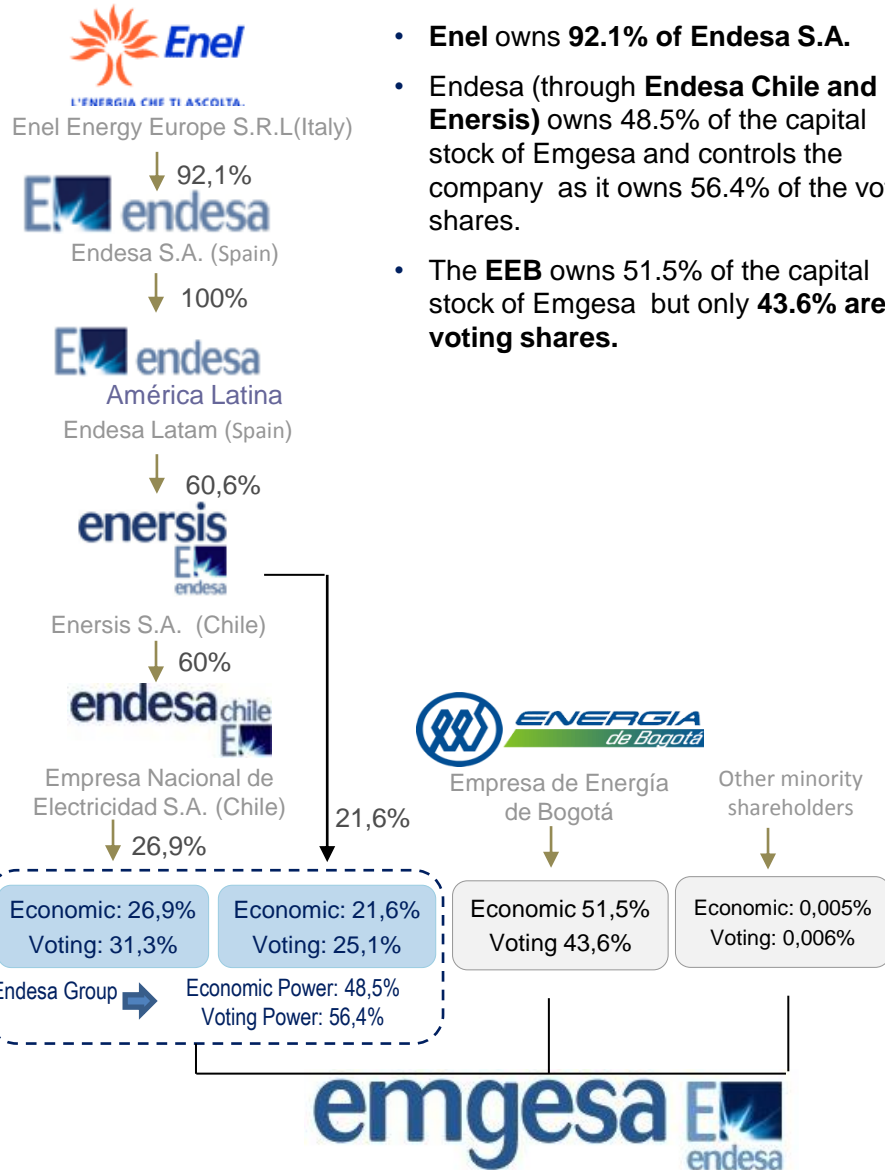 Enel
L'ENERGIA CHE TI ASCOLTA.
Enel Energy Europe S.R.L(Italy)
92,1%
endesa
Endesa S.A. (Spain)
100%
endesa
América Latina
Endesa Latam (Spain)
60,6%
enersis
endesa
Enersis S.A. (Chile)
60%
endesa chile
Empresa Nacional de
Electricidad S.A. (Chile)
26,9%
21,6%
• Enel owns 92.1% of Endesa S.A.
• Endesa (through Endesa Chile and
Enersis) owns 48.5% of the capital
stock of Emgesa and controls the
company as it owns 56.4% of the
shares.
• The EEB owns 51.5% of the capital
stock of Emgesa but only 43.6% are
voting shares.
ENERGIA
de Bogotá
Empresa de Energía
de Bogotá
Other minority
shareholders
Economic: 26,9%
Voting: 31,3%
Economic: 21,6%
Voting: 25,1%
Economic 51,5%
Voting 43,6%
Economic: 0,005%
Voting: 0,006%
Endesa Group
Economic Power: 48,5%
Voting Power: 56,4%
emgesa
endesa